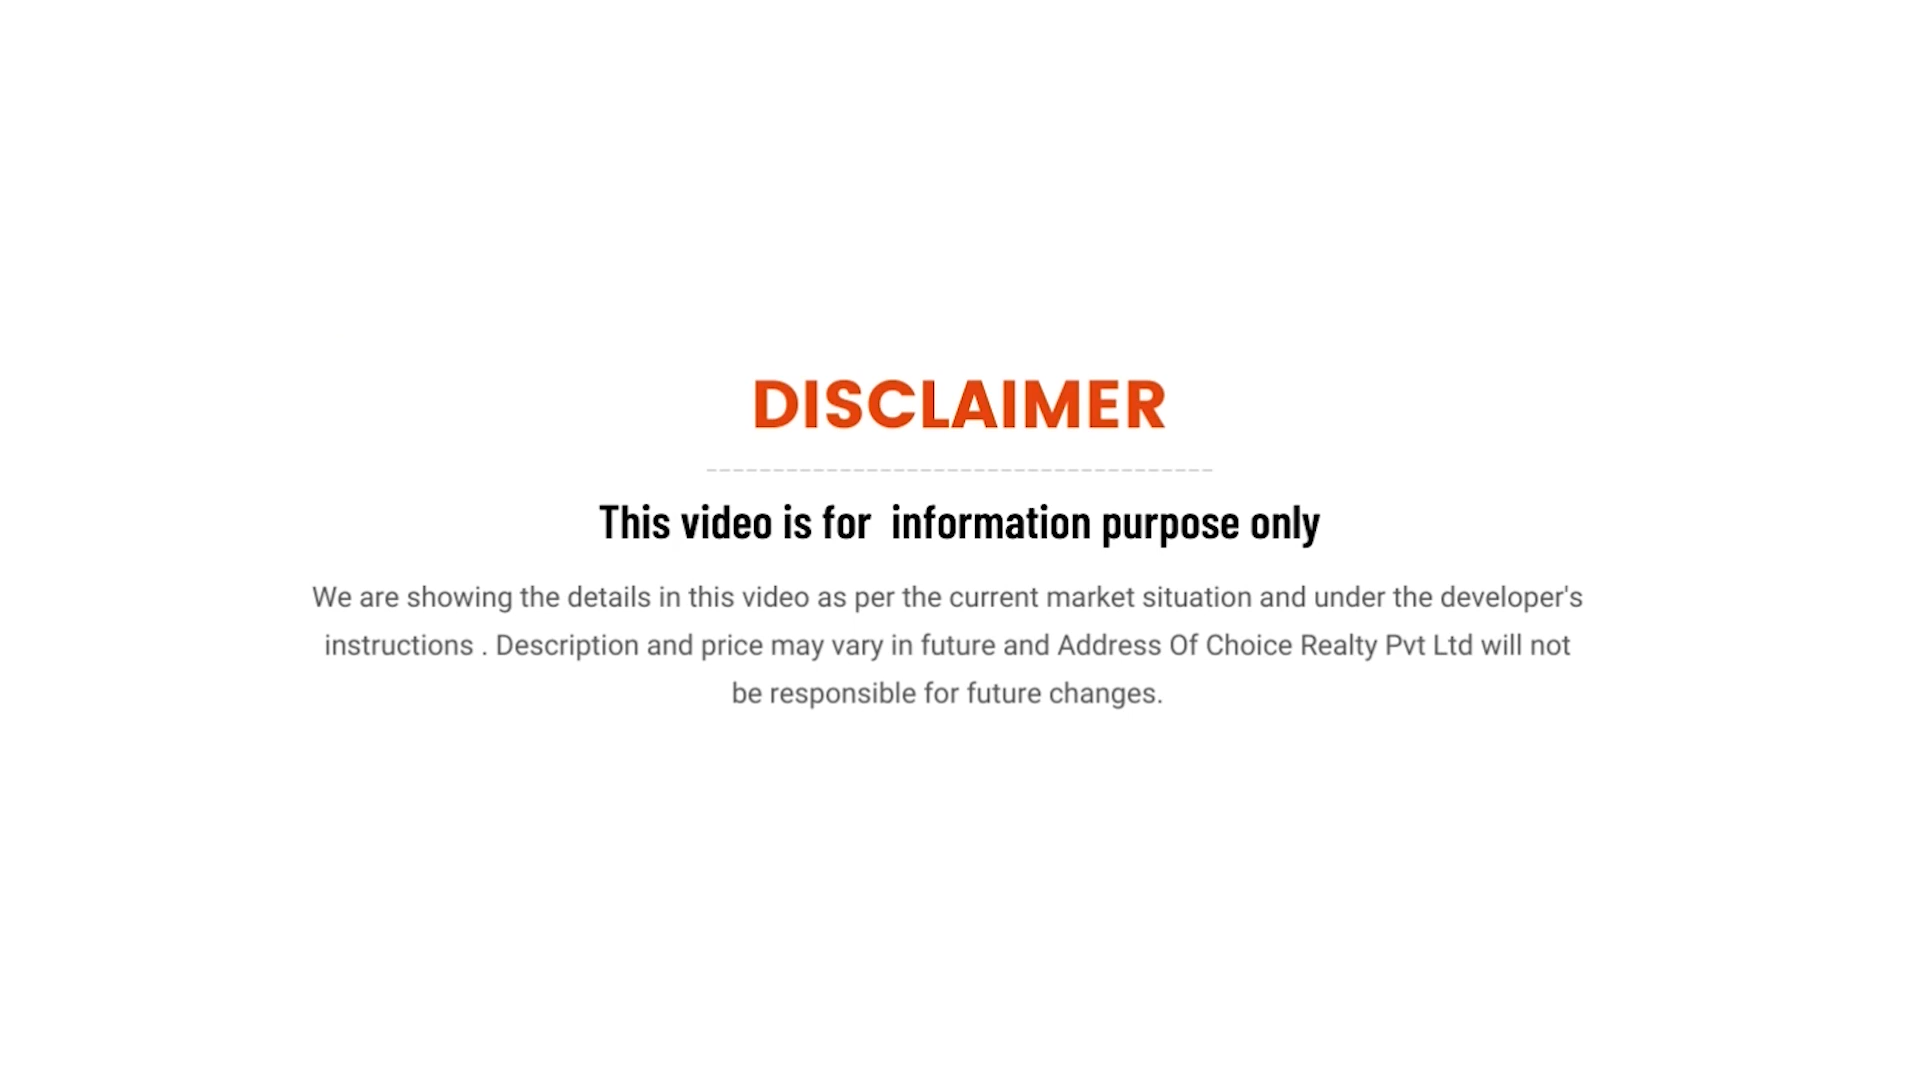 DISCLAIMER
This video is for  information purpose only
We are showing the details in this video as per the current market situation and under the developer's
instructions . Description and price may vary in future and Address Of Choice Realty Pvt Ltd will not
be responsible for future changes.